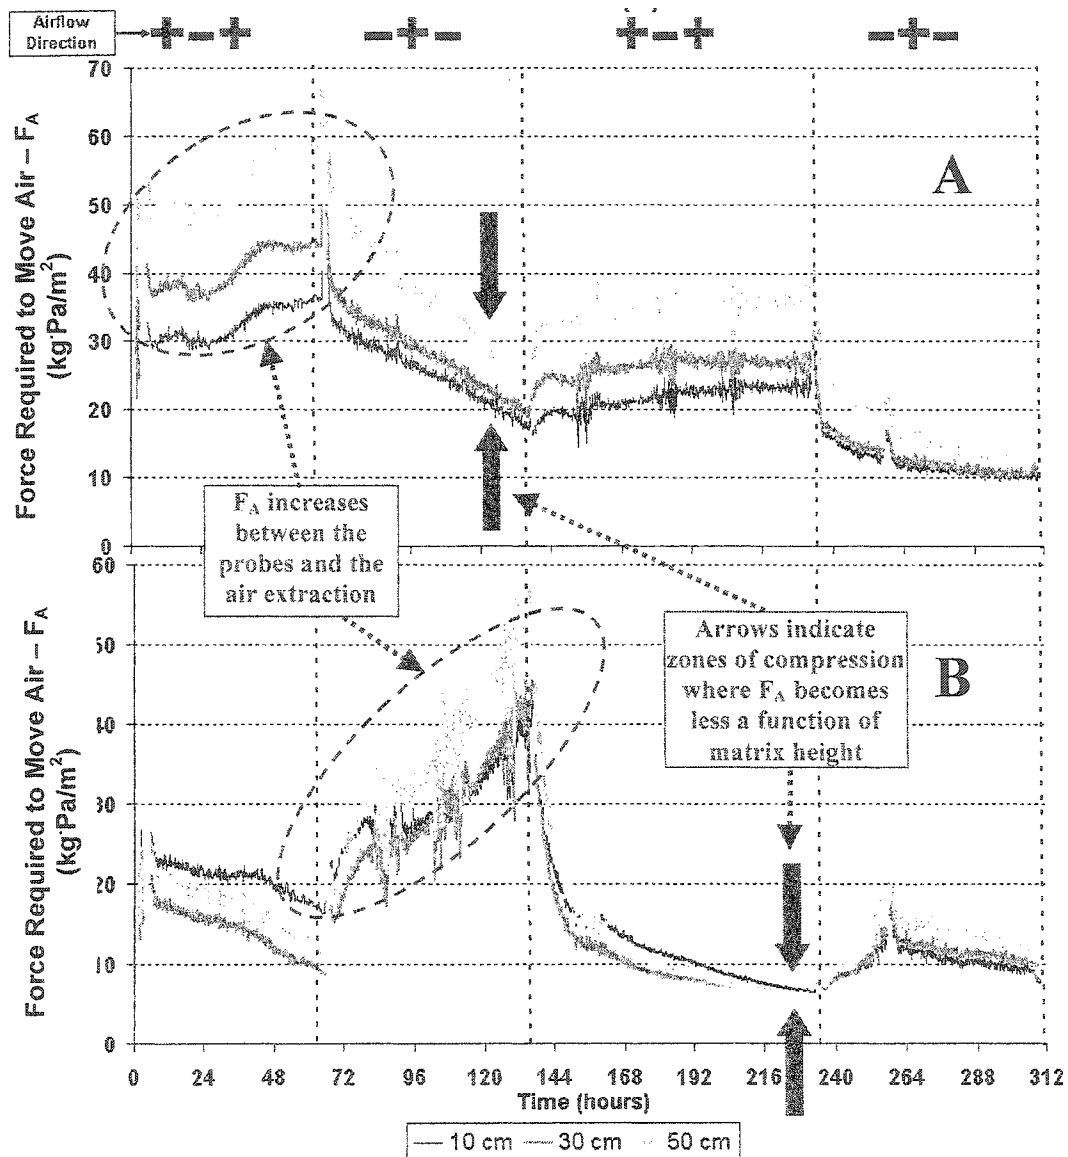 Airflow
Direction
+ − +
− + −
+ − +
− + −
Force Required to Move Air – FA
(kg·Pa/m2)
70
60
50
40
30
20
10
0
A
FA increases
between the
probes and the
air extraction
Arrows indicate
zones of compression
where FA becomes
less a function of
matrix height
Force Required to Move Air – FA
(kg·Pa/m2)
60
50
40
30
20
10
0
B
0 24 48 72 96 120 144 168 192 216 240 264 288 312
Time (hours)
10 cm 30 cm 50 cm